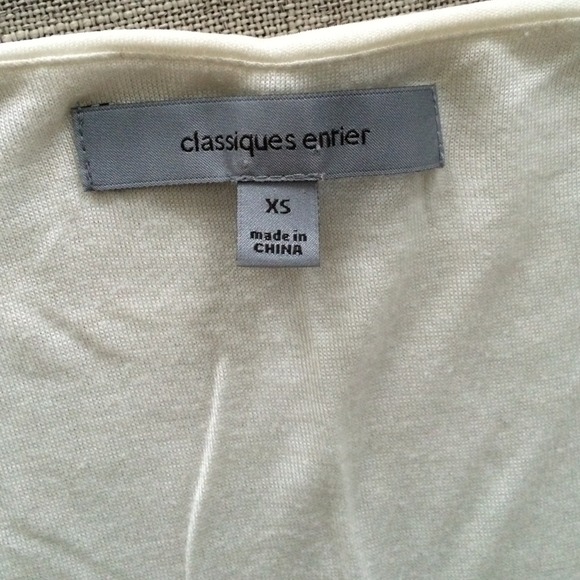 classiques entier
XS
made in
CHINA